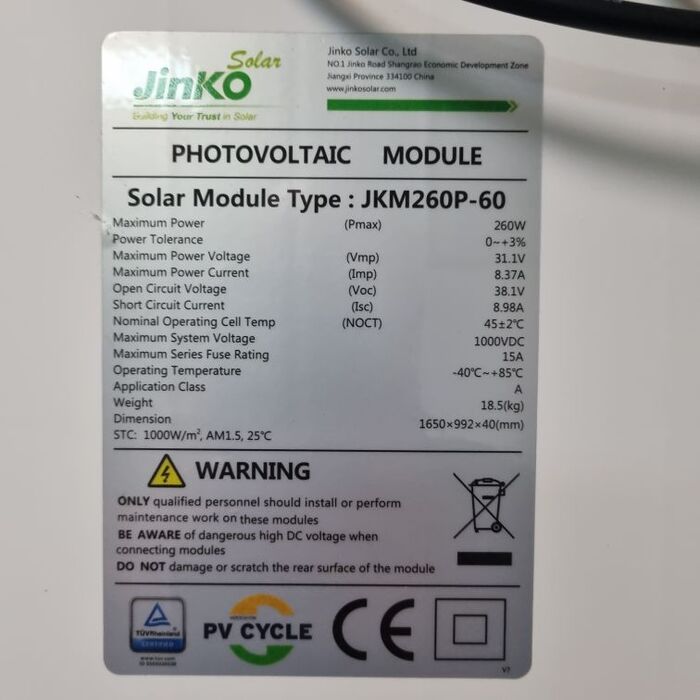 Solar
JinKO
Building Your Trust in Solar
Jinko Solar Co., Ltd
NO.1 Jinko Road Shangrao Economic Development Zone
Jiangxi Province 334100 China
www.jinkosolar.com
PHOTOVOLTAIC MODULE
Solar Module Type : JKM260P-60
Maximum Power (Pmax) 260W
Power Tolerance 0~+3%
Maximum Power Voltage (Vmp) 31.1V
Maximum Power Current (Imp) 8.37A
Open Circuit Voltage (Voc) 38.1V
Short Circuit Current (Isc) 8.98A
Nominal Operating Cell Temp (NOCT) 45±2℃
Maximum System Voltage 1000VDC
Maximum Series Fuse Rating 15A
Operating Temperature -40℃~+85℃
Application Class A
Weight 18.5(kg)
Dimension 1650×992×40(mm)
STC: 1000W/m², AM1.5, 25℃
WARNING
ONLY qualified personnel should install or perform
maintenance work on these modules
BE AWARE of dangerous high DC voltage when
connecting modules
DO NOT damage or scratch the rear surface of the module
TÜVRheinland
CERTIFIED
PV CYCLE
CE
V7